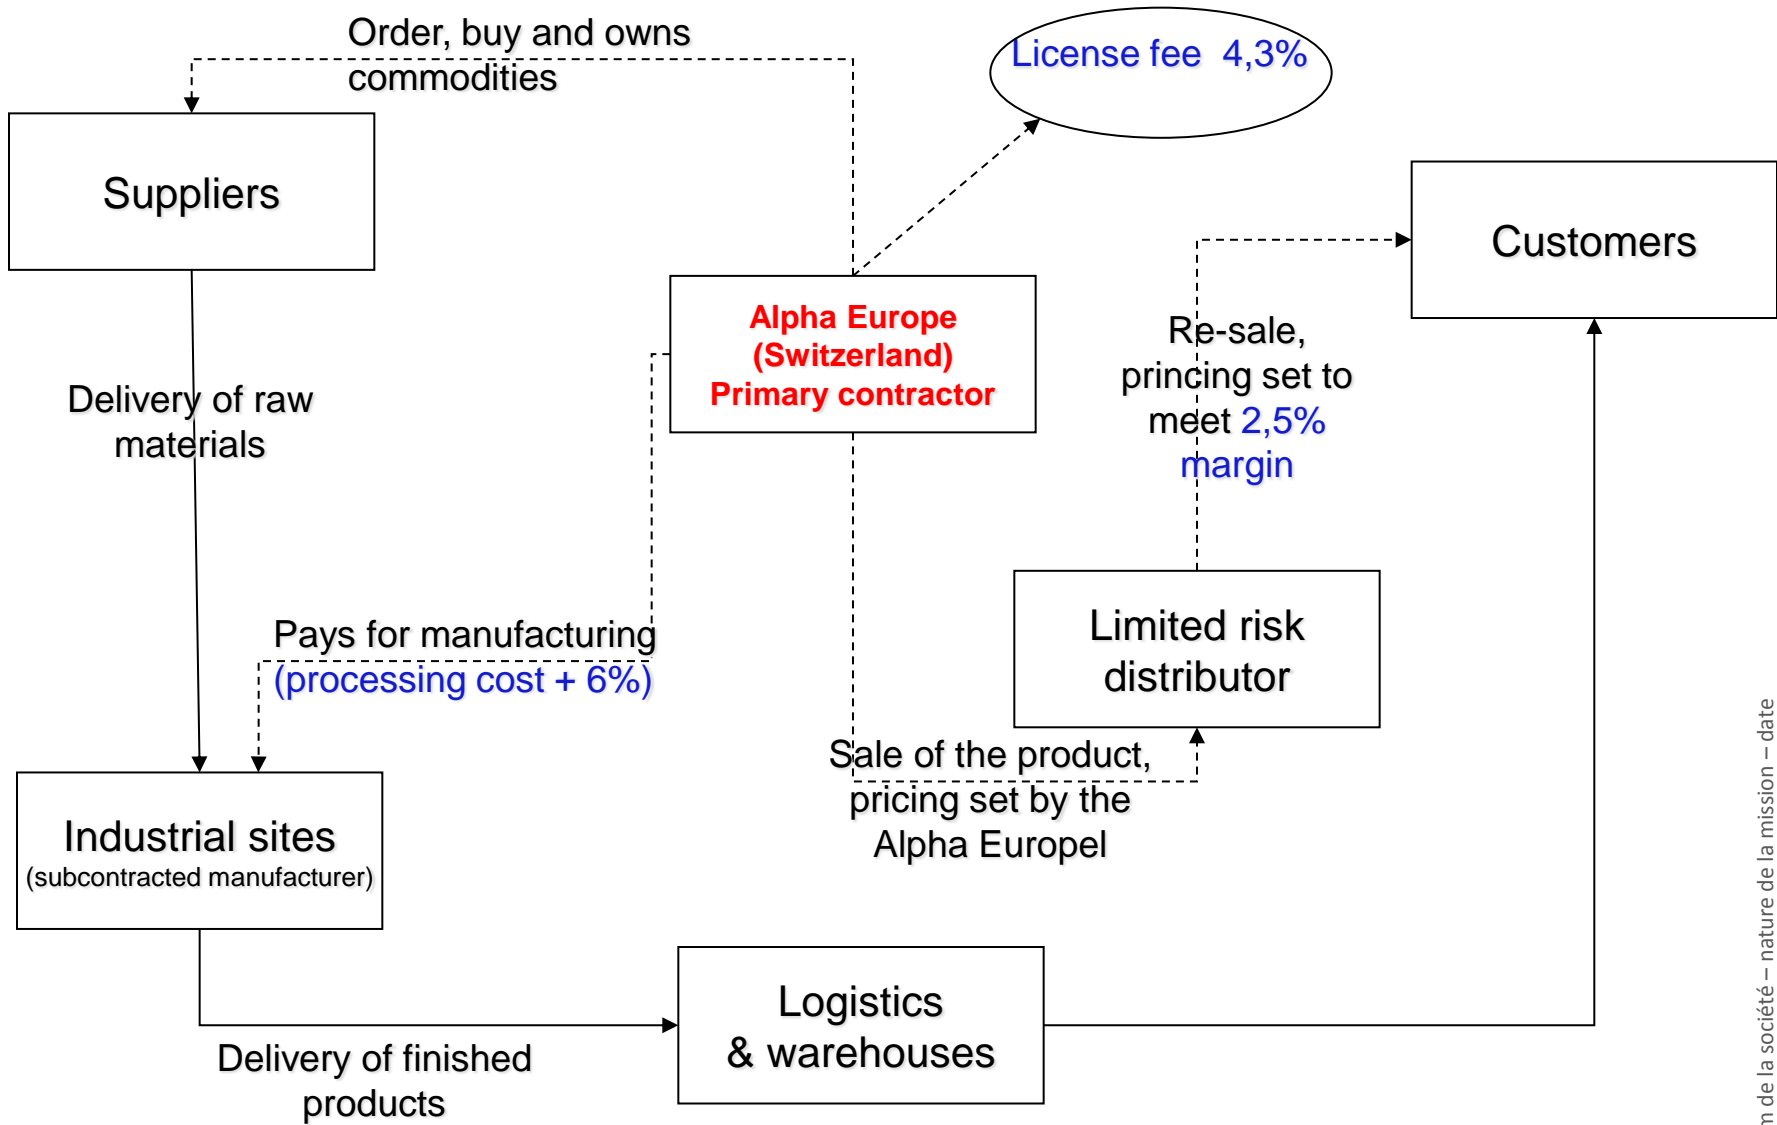 Order, buy and owns
commodities
License fee 4,3%
Suppliers
Customers
Alpha Europe
(Switzerland)
Primary contractor
Re-sale,
princing set to
meet 2,5%
margin
Delivery of raw
materials
Pays for manufacturing
(processing cost + 6%)
Limited risk
distributor
Sale of the product,
pricing set by the
Alpha Europel
Industrial sites
(subcontracted manufacturer)
Logistics
& warehouses
Delivery of finished
products
de la société – nature de la mission – date